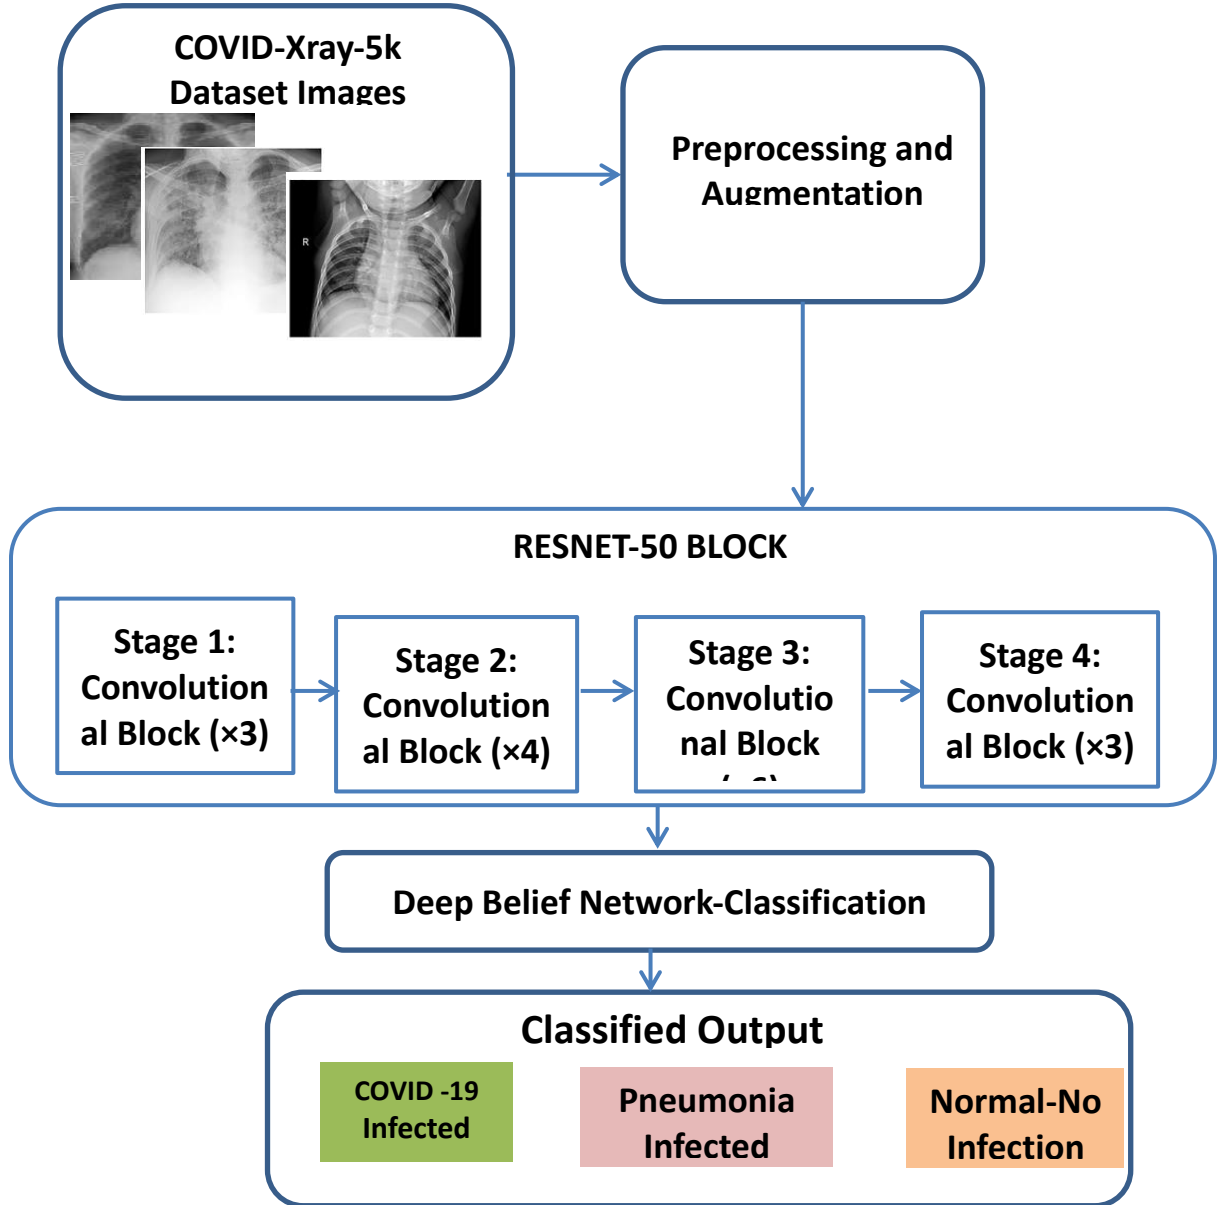 COVID-Xray-5k
Dataset Images
R
Preprocessing and
Augmentation
RESNET-50 BLOCK
Stage 1:
Convolution
al Block (×3)
Stage 2:
Convolution
al Block (×4)
Stage 3:
Convolutio
nal Block
Stage 4:
Convolution
al Block (×3)
Deep Belief Network-Classification
Classified Output
COVID -19
Infected
Pneumonia
Infected
Normal-No
Infection